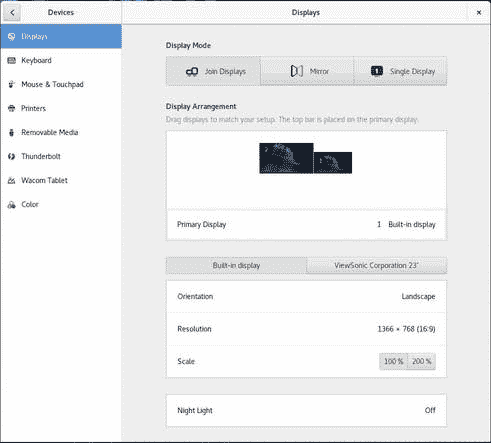 Devices
Displays
×
Displays
Keyboard
Mouse & Touchpad
Printers
Removable Media
Thunderbolt
Wacom Tablet
Color
Display Mode
Join Displays
Mirror
1 Single Display
Display Arrangement
Drag displays to match your setup. The top bar is placed on the primary display.
2
1
Primary Display 1 Built-in display
Built-in display ViewSonic Corporation 23"
Orientation Landscape
Resolution 1366 × 768 (16:9)
Scale 100 % 200 %
Night Light Off